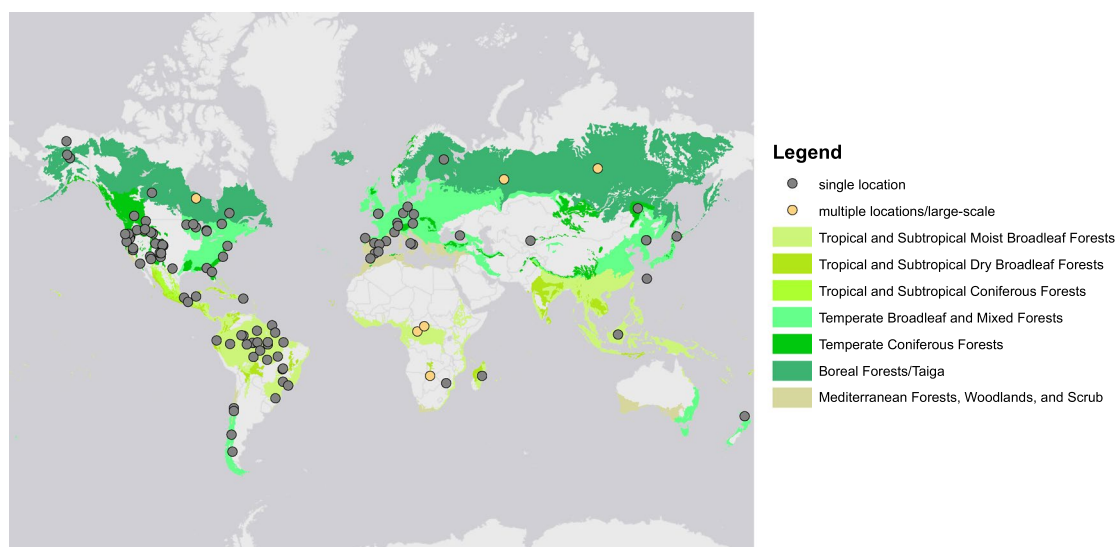 Legend
single location
multiple locations/large-scale
Tropical and Subtropical Moist Broadleaf Forests
Tropical and Subtropical Dry Broadleaf Forests
Tropical and Subtropical Coniferous Forests
Temperate Broadleaf and Mixed Forests
Temperate Coniferous Forests
Boreal Forests/Taiga
Mediterranean Forests, Woodlands, and Scrub